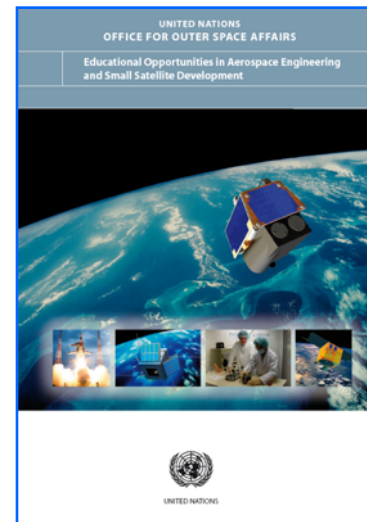 UNITED NATIONS
OFFICE FOR OUTER SPACE AFFAIRS
Educational Opportunities in Aerospace Engineering
and Small Satellite Development
UNITED NATIONS